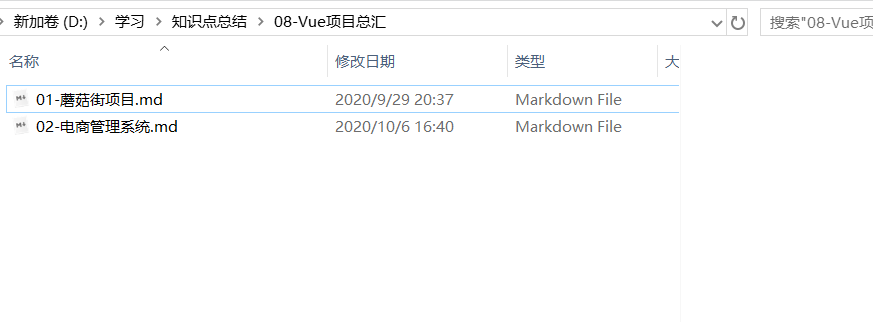 新加卷 (D:) > 学习 > 知识点总结 > 08-Vue项目总汇
搜索"08-Vue项
名称 修改日期 类型 大
01-蘑菇街项目.md 2020/9/29 20:37 Markdown File
02-电商管理系统.md 2020/10/6 16:40 Markdown File